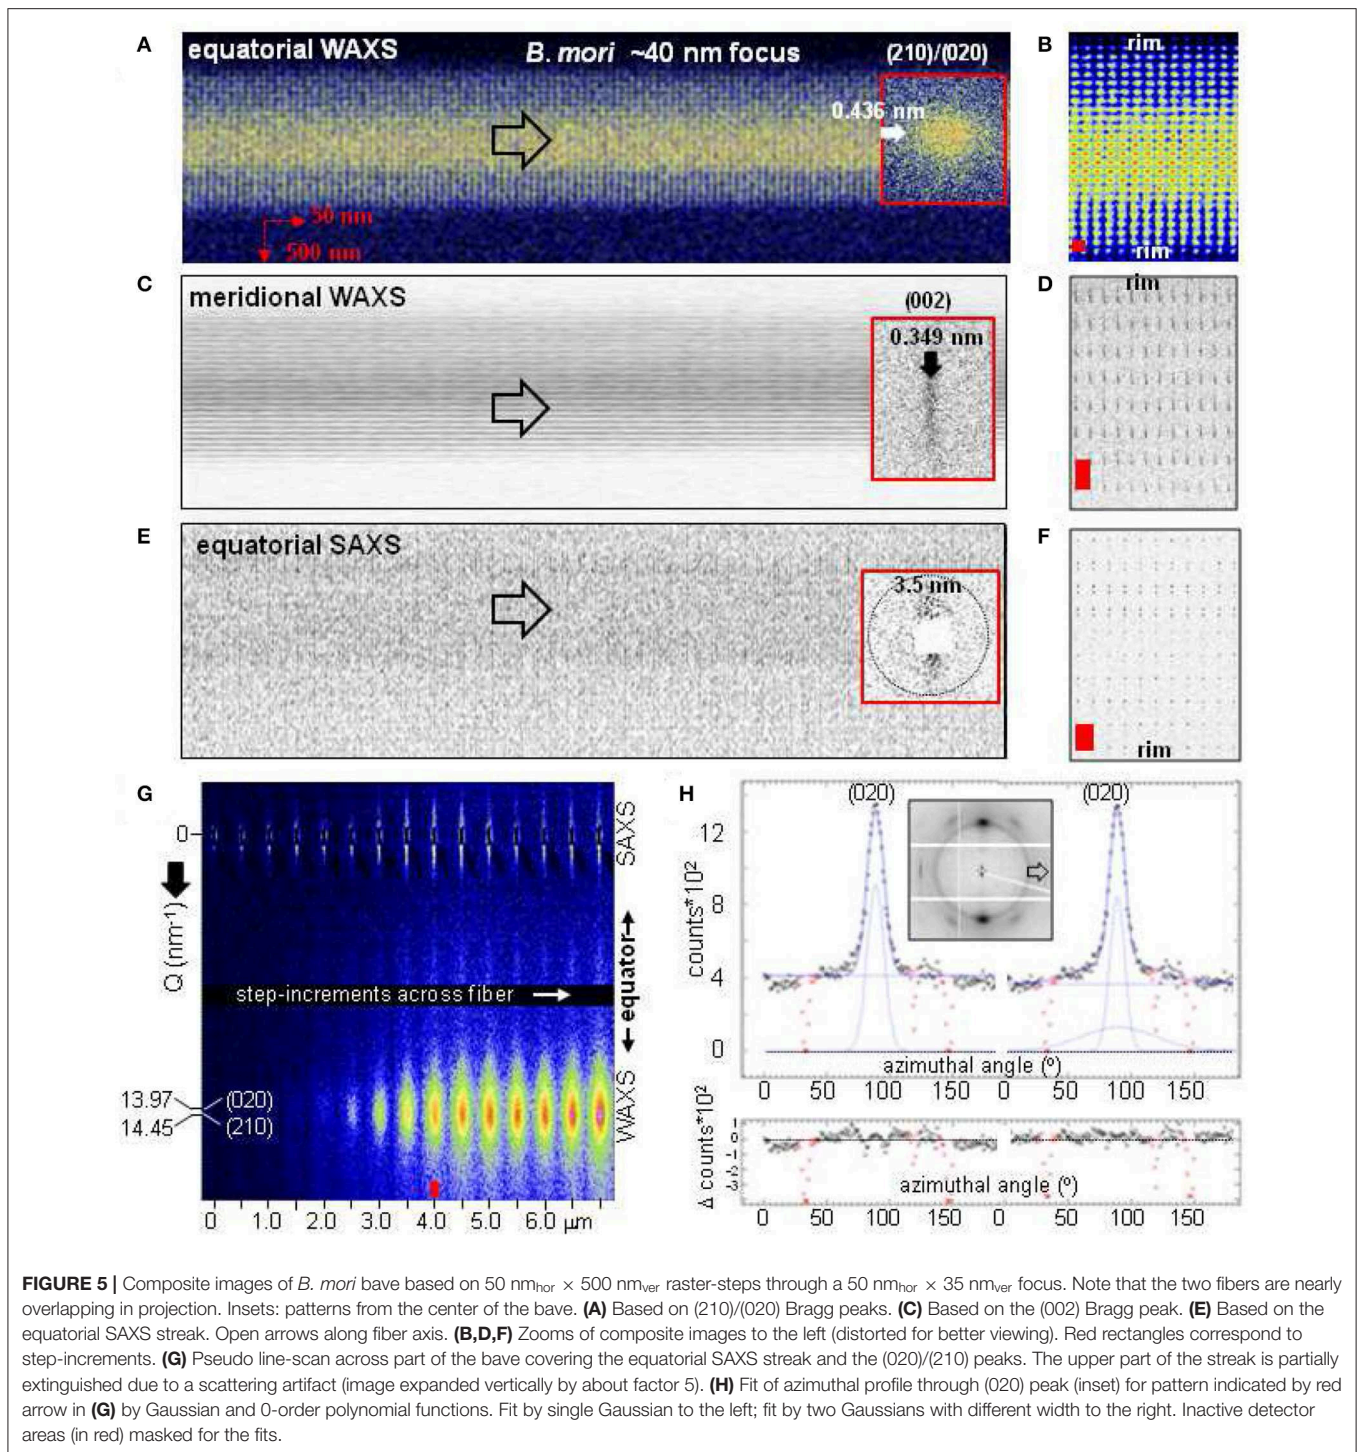 A
equatorial WAXS
B. mori ~40 nm focus
(210)/(020)
0.436 nm
50 nm
500 nm
B
rim
rim
C
meridional WAXS
(002)
0.349 nm
D
rim
E
equatorial SAXS
3.5 nm
F
rim
G
0
Q (nm-1)
SAXS
equator
step-increments across fiber
WAXS
13.97
14.45
(020)
(210)
0 1.0 2.0 3.0 4.0 5.0 6.0 µm
H
(020) (020)
counts*10²
12
8
4
0
azimuthal angle (º)
0 50 100 150 0 50 100 150
Δ counts*10²
1
0
-1
-2
-3
azimuthal angle (º)
0 50 100 150 0 50 100 150
FIGURE 5 | Composite images of B. mori bave based on 50 nmhor × 500 nmver raster-steps through a 50 nmhor × 35 nmver focus. Note that the two fibers are nearly
overlapping in projection. Insets: patterns from the center of the bave. (A) Based on (210)/(020) Bragg peaks. (C) Based on the (002) Bragg peak. (E) Based on the
equatorial SAXS streak. Open arrows along fiber axis. (B,D,F) Zooms of composite images to the left (distorted for better viewing). Red rectangles correspond to
step-increments. (G) Pseudo line-scan across part of the bave covering the equatorial SAXS streak and the (020)/(210) peaks. The upper part of the streak is partially
extinguished due to a scattering artifact (image expanded vertically by about factor 5). (H) Fit of azimuthal profile through (020) peak (inset) for pattern indicated by red
arrow in (G) by Gaussian and 0-order polynomial functions. Fit by single Gaussian to the left; fit by two Gaussians with different width to the right. Inactive detector
areas (in red) masked for the fits.